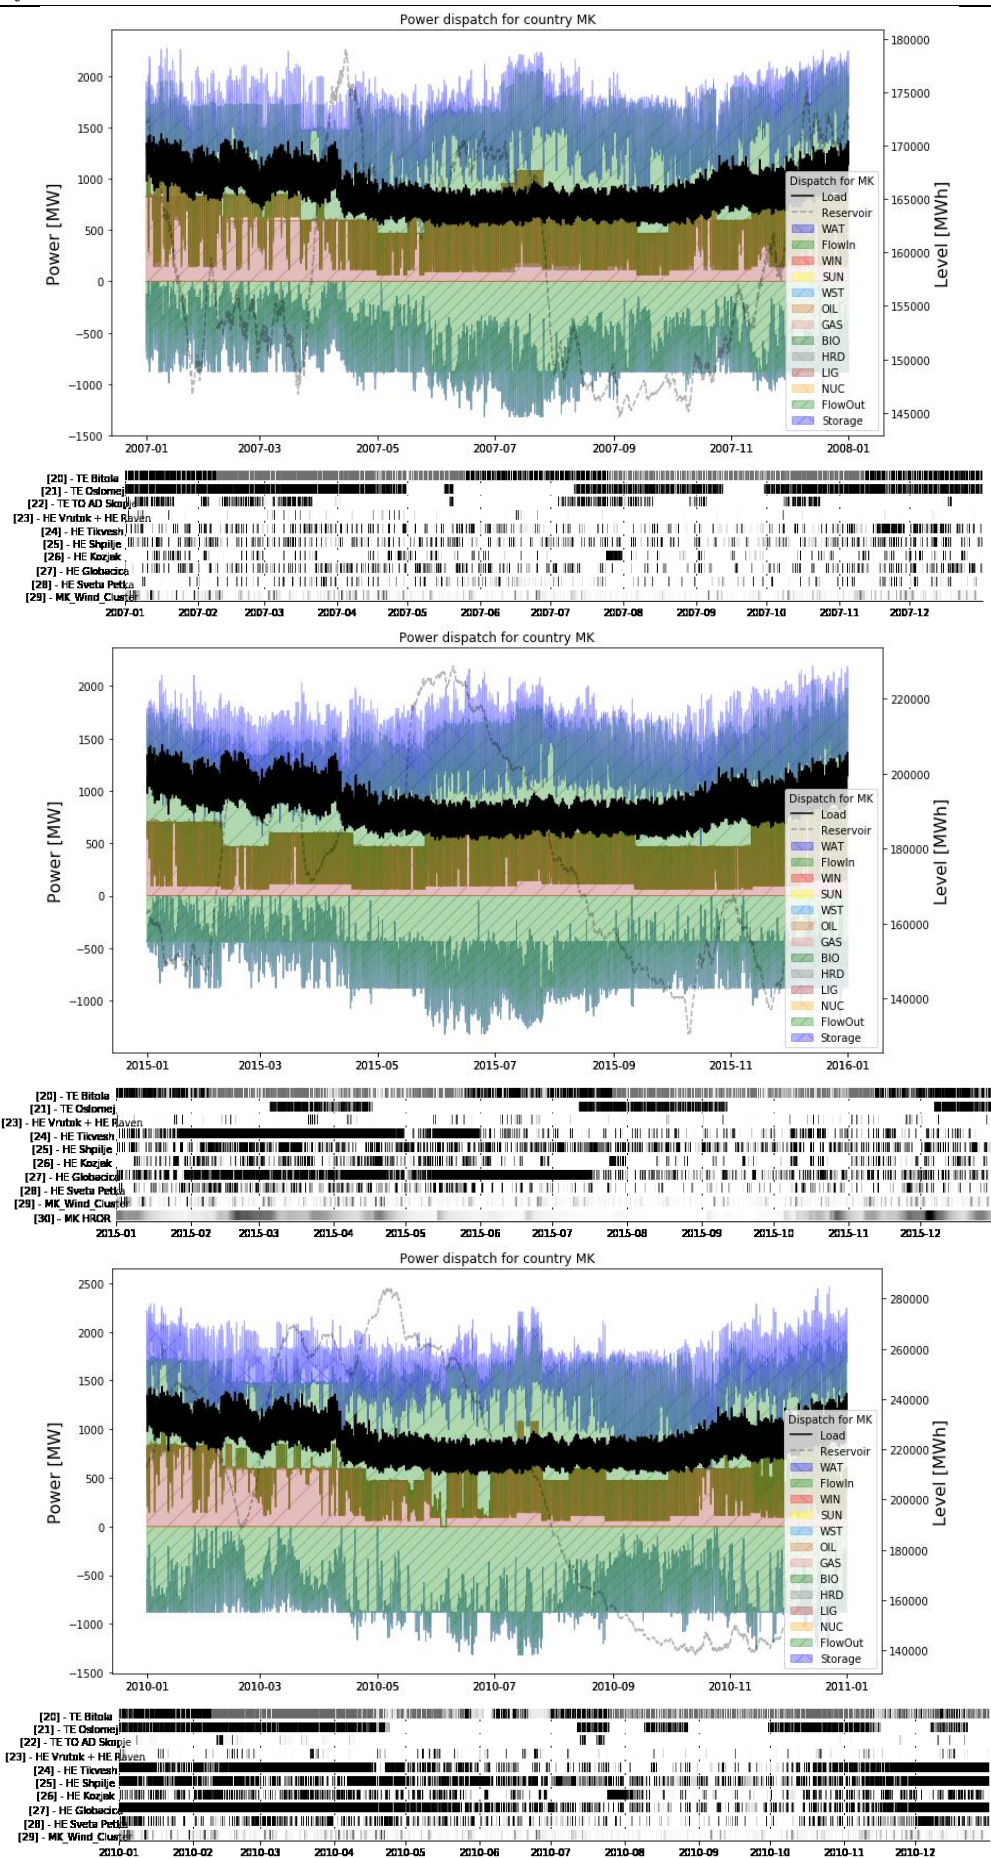 Power dispatch for country MK
2000
1500
1000
500
0
−500
−1000
−1500
Power [MW]
180000
175000
170000
165000
160000
155000
150000
145000
Level [MWh]
Dispatch for MK
Load
Reservoir
WAT
FlowIn
WIN
SUN
WST
OIL
GAS
BIO
HRD
LIG
NUC
FlowOut
Storage
2007-01 2007-03 2007-05 2007-07 2007-09 2007-11 2008-01
[20] - TE Bitola
[21] - TE Oslomej
[22] - TE TO AD Skopje
[23] - HE Vrutok + HE Raven
[24] - HE Tikvesh
[25] - HE Shpilje
[26] - HE Kozjak
[27] - HE Globacica
[28] - HE Sveta Petka
[29] - MK_Wind_Cluster
2007-01 2007-02 2007-03 2007-04 2007-05 2007-06 2007-07 2007-08 2007-09 2007-10 2007-11 2007-12
Power dispatch for country MK
2000
1500
1000
500
0
−500
−1000
Power [MW]
220000
200000
180000
160000
140000
Level [MWh]
Dispatch for MK
Load
Reservoir
WAT
FlowIn
WIN
SUN
WST
OIL
GAS
BIO
HRD
LIG
NUC
FlowOut
Storage
2015-01 2015-03 2015-05 2015-07 2015-09 2015-11 2016-01
[20] - TE Bitola
[21] - TE Oslomej
[23] - HE Vrutok + HE Raven
[24] - HE Tikvesh
[25] - HE Shpilje
[26] - HE Kozjak
[27] - HE Globacica
[28] - HE Sveta Petka
[29] - MK_Wind_Cluster
[30] - MK HROR
2015-01 2015-02 2015-03 2015-04 2015-05 2015-06 2015-07 2015-08 2015-09 2015-10 2015-11 2015-12
Power dispatch for country MK
2500
2000
1500
1000
500
0
−500
−1000
−1500
Power [MW]
280000
260000
240000
220000
200000
180000
160000
140000
Level [MWh]
Dispatch for MK
Load
Reservoir
WAT
FlowIn
WIN
SUN
WST
OIL
GAS
BIO
HRD
LIG
NUC
FlowOut
Storage
2010-01 2010-03 2010-05 2010-07 2010-09 2010-11 2011-01
[20] - TE Bitola
[21] - TE Oslomej
[22] - TE TO AD Skopje
[23] - HE Vrutok + HE Raven
[24] - HE Tikvesh
[25] - HE Shpilje
[26] - HE Kozjak
[27] - HE Globacica
[28] - HE Sveta Petka
[29] - MK_Wind_Cluster
2010-01 2010-02 2010-03 2010-04 2010-05 2010-06 2010-07 2010-08 2010-09 2010-10 2010-11 2010-12